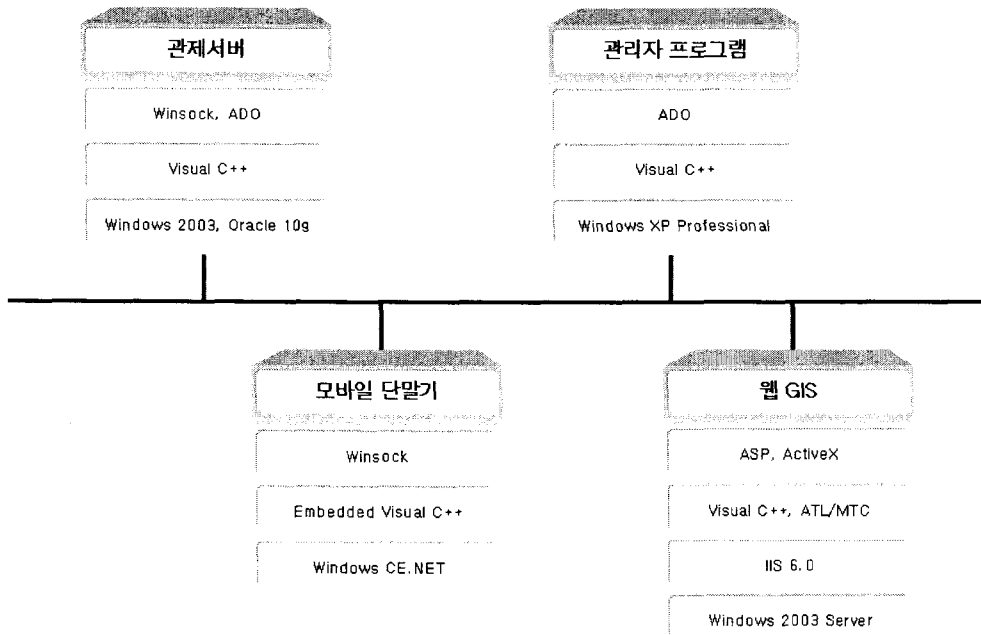 관제서버
Winsock, ADO
Visual C++
Windows 2003, Oracle 10g
관리자 프로그램
ADO
Visual C++
Windows XP Professional
모바일 단말기
Winsock
Embedded Visual C++
Windows CE.NET
웹 GIS
ASP, ActiveX
Visual C++, ATL/MTC
IIS 6.0
Windows 2003 Server